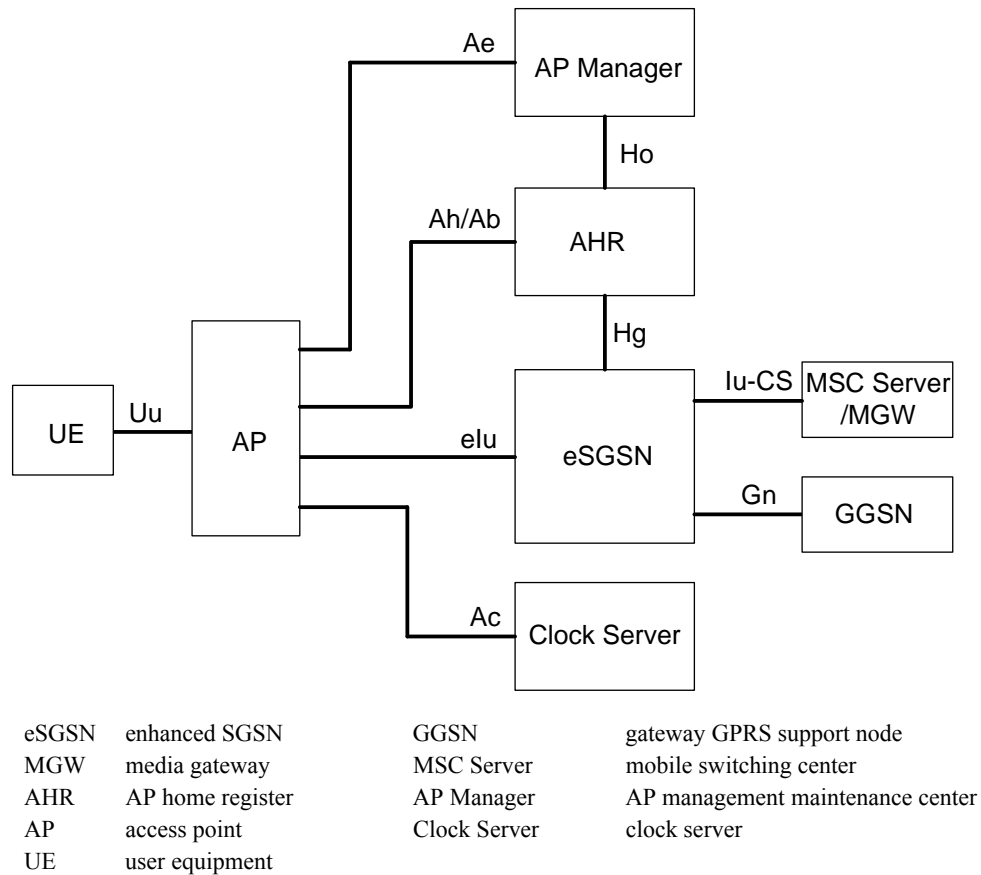 Ae
AP Manager
Ho
Ah/Ab
AHR
Hg
Iu-CS
MSC Server
/MGW
Uu
UE
AP
eIu
eSGSN
Gn
GGSN
Ac
Clock Server
eSGSN enhanced SGSN GGSN gateway GPRS support node
MGW media gateway MSC Server mobile switching center
AHR AP home register AP Manager AP management maintenance center
AP access point Clock Server clock server
UE user equipment